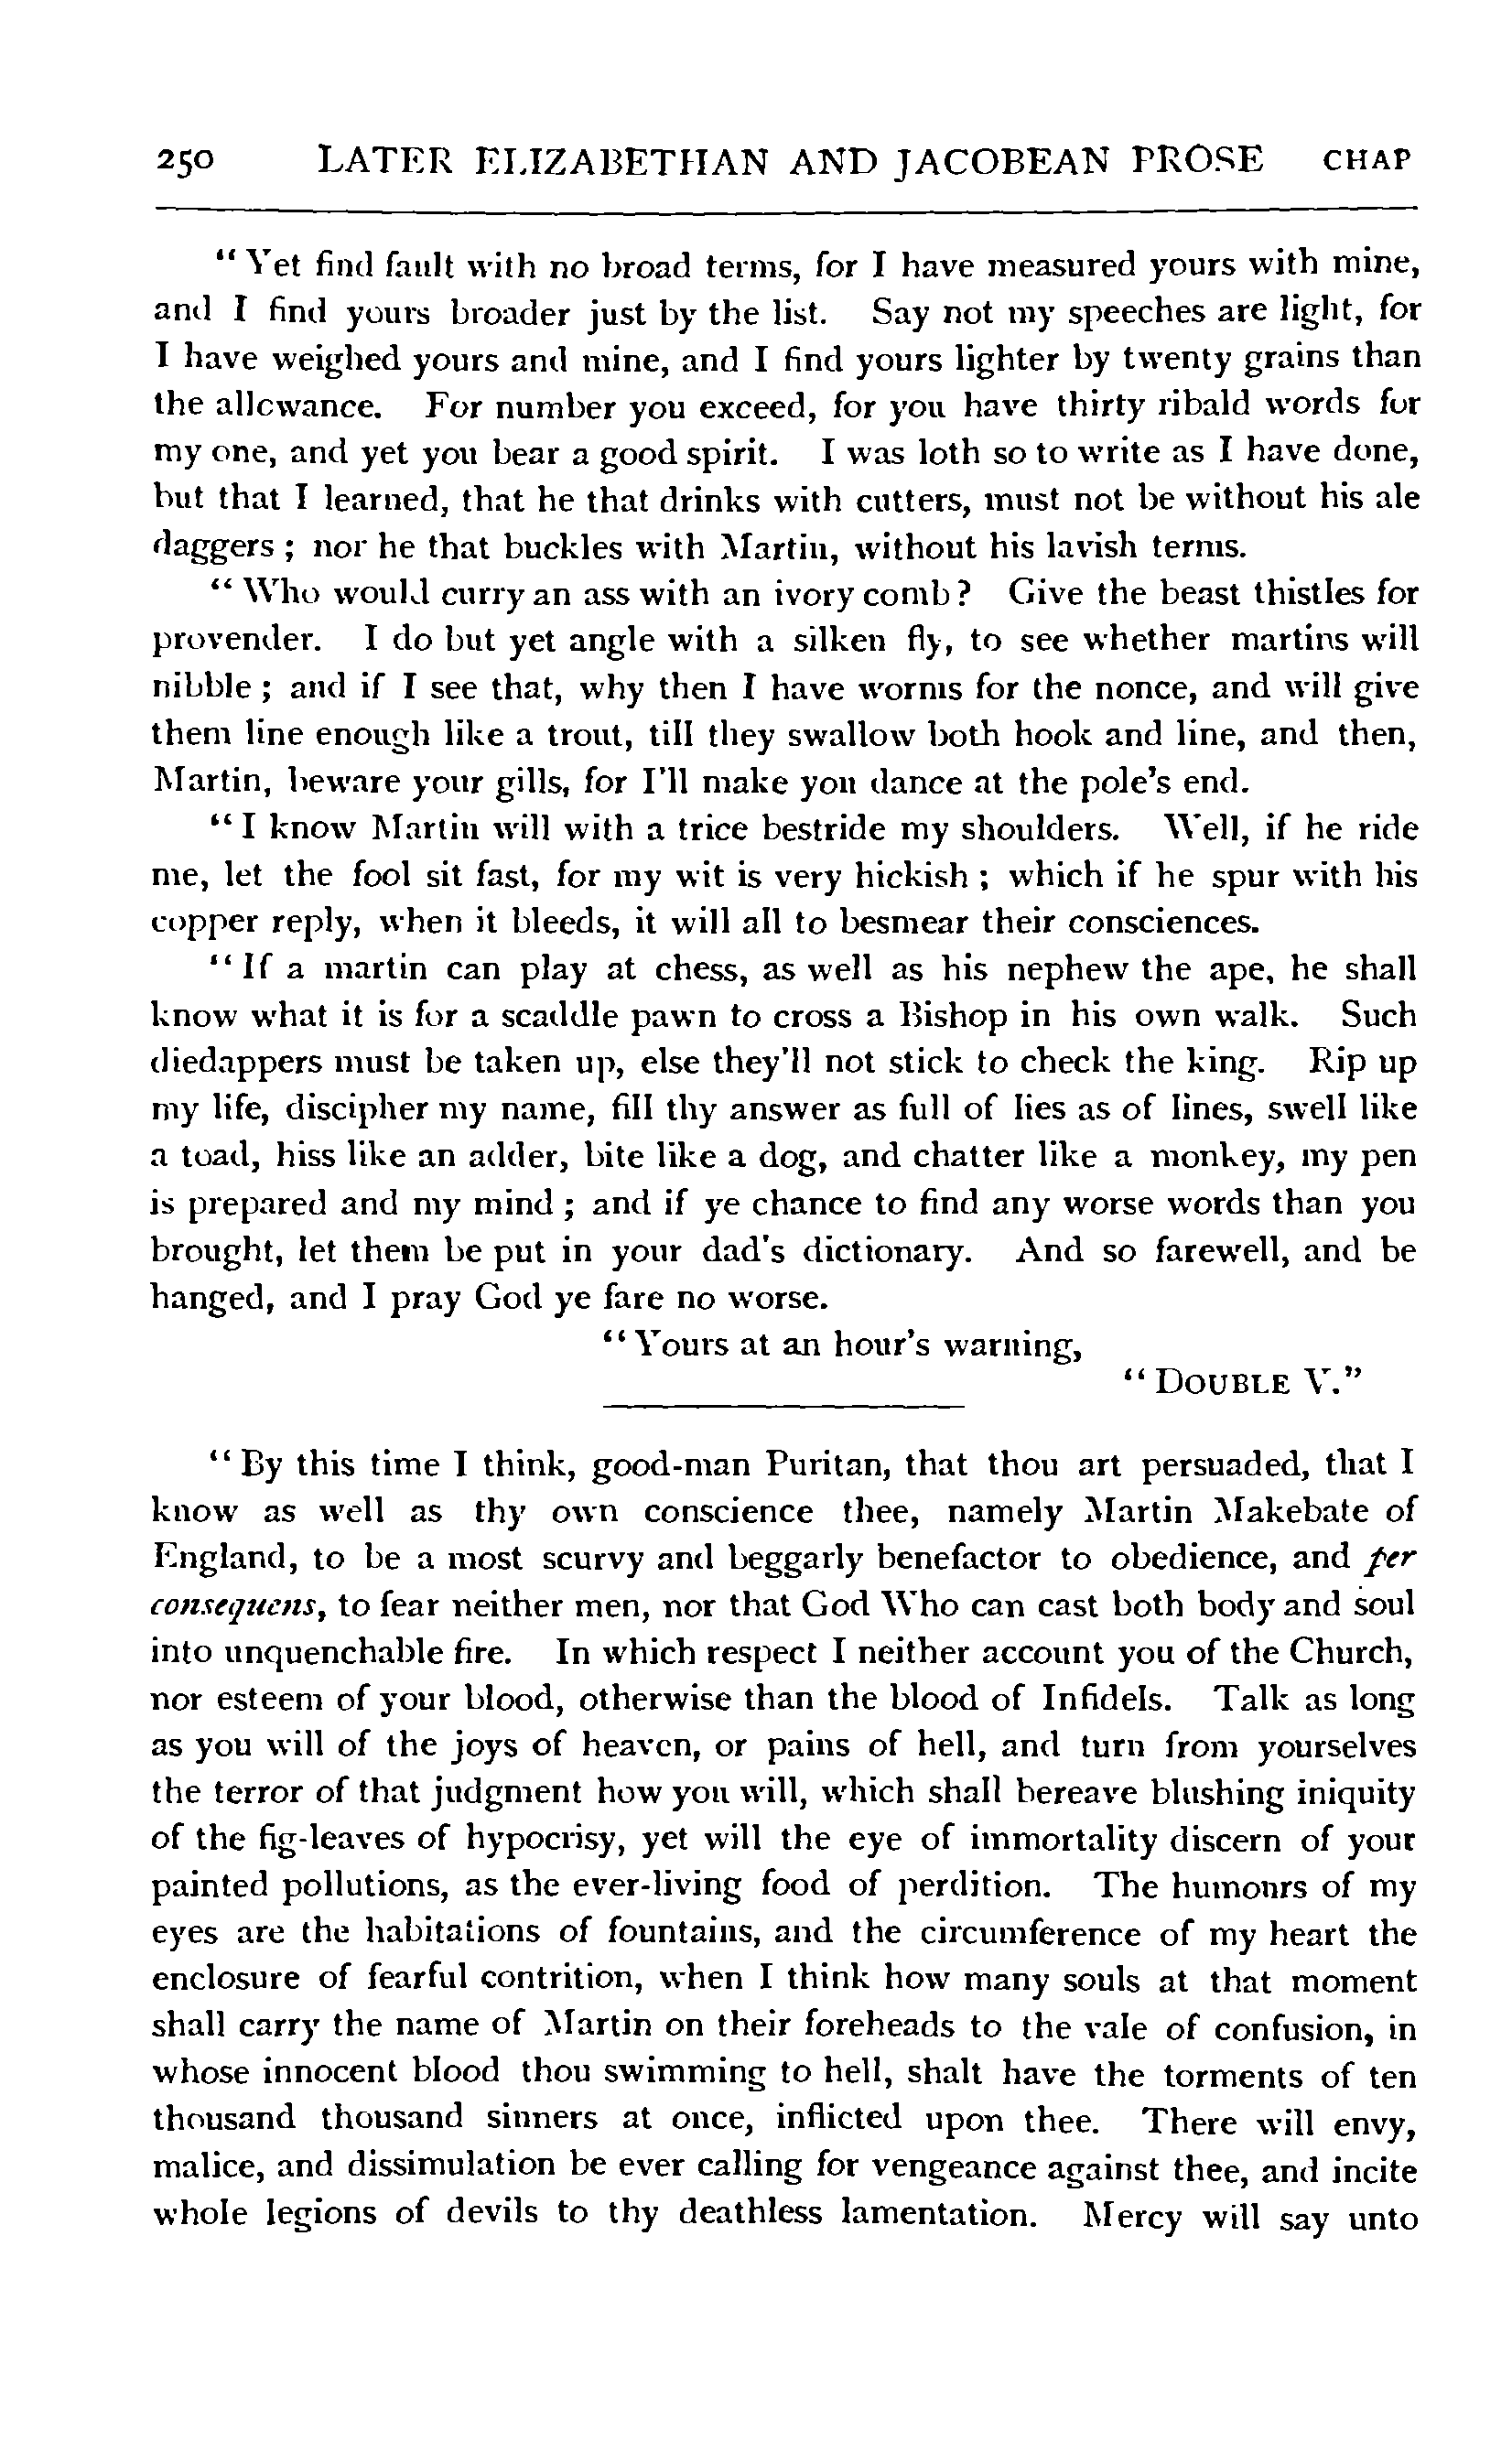 250 LATER ELIZABETHAN AND JACOBEAN PROSE CHAP
“Yet find fault with no broad terms, for I have measured yours with mine,
and I find yours broader just by the list. Say not my speeches are light, for
I have weighed yours and mine, and I find yours lighter by twenty grains than
the allowance. For number you exceed, for you have thirty ribald words for
my one, and yet you bear a good spirit. I was loth so to write as I have done,
but that I learned, that he that drinks with cutters, must not be without his ale
daggers ; nor he that buckles with Martin, without his lavish terms.
“Who would curry an ass with an ivory comb? Give the beast thistles for
provender. I do but yet angle with a silken fly, to see whether martins will
nibble ; and if I see that, why then I have worms for the nonce, and will give
them line enough like a trout, till they swallow both hook and line, and then,
Martin, beware your gills, for I'll make you dance at the pole's end.
“I know Martin will with a trice bestride my shoulders. Well, if he ride
me, let the fool sit fast, for my wit is very hickish ; which if he spur with his
copper reply, when it bleeds, it will all to besmear their consciences.
“If a martin can play at chess, as well as his nephew the ape, he shall
know what it is for a scaddle pawn to cross a Bishop in his own walk. Such
diedappers must be taken up, else they'll not stick to check the king. Rip up
my life, discipher my name, fill thy answer as full of lies as of lines, swell like
a toad, hiss like an adder, bite like a dog, and chatter like a monkey, my pen
is prepared and my mind ; and if ye chance to find any worse words than you
brought, let them be put in your dad's dictionary. And so farewell, and be
hanged, and I pray God ye fare no worse.
“Yours at an hour's warning,
“DOUBLE V.”
“By this time I think, good-man Puritan, that thou art persuaded, that I
know as well as thy own conscience thee, namely Martin Makebate of
England, to be a most scurvy and beggarly benefactor to obedience, and per
consequens, to fear neither men, nor that God Who can cast both body and soul
into unquenchable fire. In which respect I neither account you of the Church,
nor esteem of your blood, otherwise than the blood of Infidels. Talk as long
as you will of the joys of heaven, or pains of hell, and turn from yourselves
the terror of that judgment how you will, which shall bereave blushing iniquity
of the fig-leaves of hypocrisy, yet will the eye of immortality discern of your
painted pollutions, as the ever-living food of perdition. The humours of my
eyes are the habitations of fountains, and the circumference of my heart the
enclosure of fearful contrition, when I think how many souls at that moment
shall carry the name of Martin on their foreheads to the vale of confusion, in
whose innocent blood thou swimming to hell, shalt have the torments of ten
thousand thousand sinners at once, inflicted upon thee. There will envy,
malice, and dissimulation be ever calling for vengeance against thee, and incite
whole legions of devils to thy deathless lamentation. Mercy will say unto